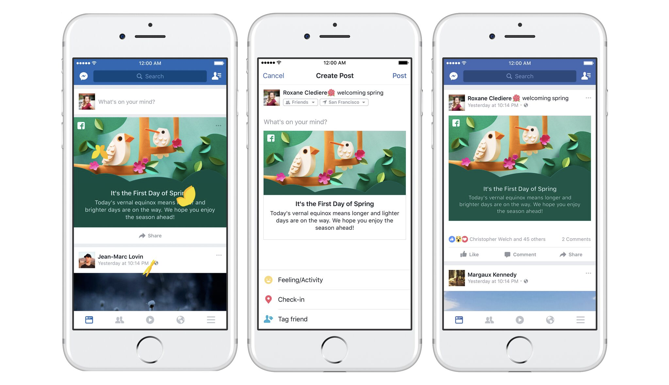 12:00 AM
Search
What's on your mind?
It's the First Day of Spring
Today's vernal equinox means and
brighter days are on the way. We hope you enjoy
the season ahead!
Share
Jean-Marc Lovin
Yesterday at 10:14 PM
12:00 AM
Cancel
Create Post
Post
Roxane Clediere welcoming spring
Friends
San Francisco
What's on your mind?
It's the First Day of Spring
Today's vernal equinox means longer and lighter
days are on the way. We hope you enjoy the season
ahead!
Feeling/Activity
Check-in
Tag friend
12:00 AM
Search
Roxane Clediere welcoming spring
Yesterday at 10:14 PM
It's the First Day of Spring
Today's vernal equinox means longer and
brighter days are on the way. We hope you enjoy
the season ahead!
Christopher Welch and 45 others
3 Comments
Like
Comment
Share
Margaux Kennedy
Yesterday at 10:14 PM